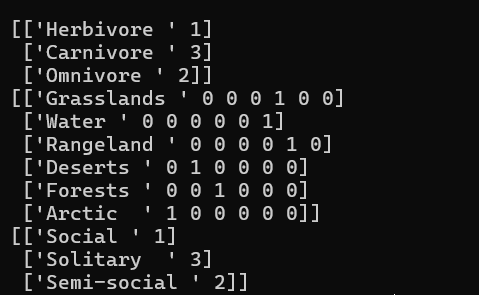 [['Herbivore ' 1]
 ['Carnivore ' 3]
 ['Omnivore ' 2]]
[['Grasslands ' 0 0 0 1 0 0]
 ['Water ' 0 0 0 0 0 1]
 ['Rangeland ' 0 0 0 0 1 0]
 ['Deserts ' 0 1 0 0 0 0]
 ['Forests ' 0 0 1 0 0 0]
 ['Arctic  ' 1 0 0 0 0 0]]
[['Social ' 1]
 ['Solitary  ' 3]
 ['Semi-social ' 2]]